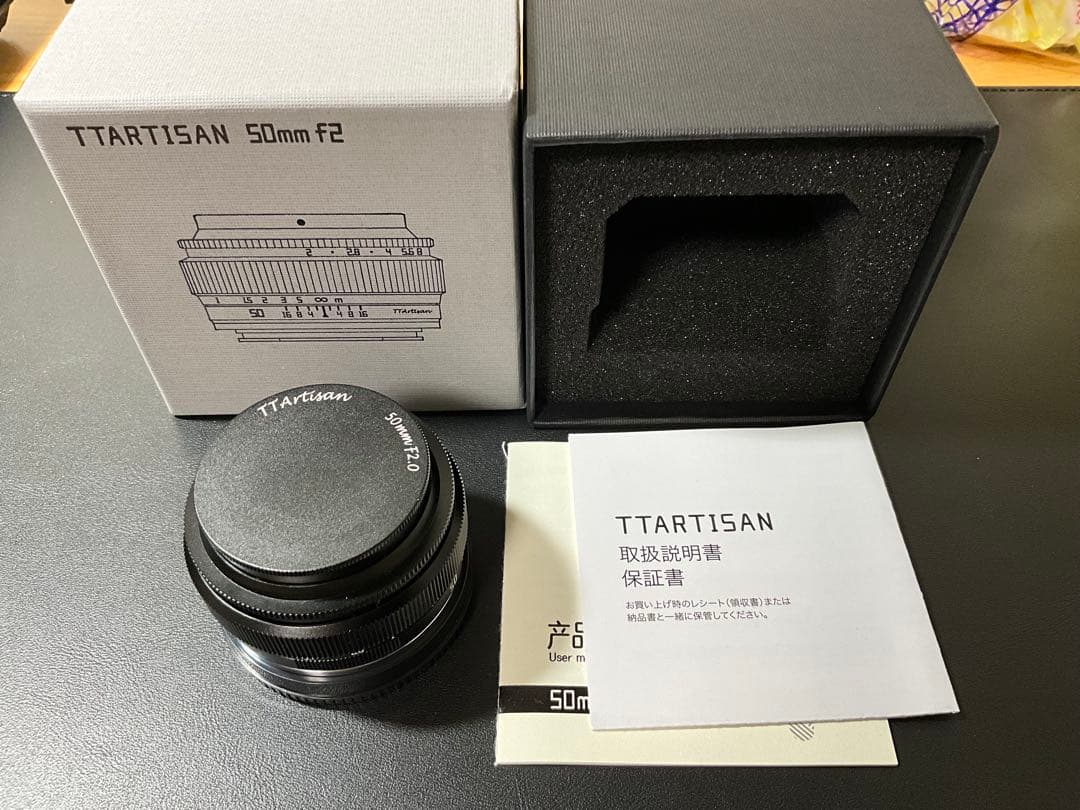 TTARTISAN 50mm f2
2 · 2.8 · 4 5.6 8
1 1.5 2 3 5 ∞ m
50 16 8 4 4 8 16 TTArtisan
TTArtisan
50mm F2.0
TTARTISAN
取扱説明書
保証書
お買い上げ時のレシート(領収書)または
納品書と一緒に保管してください。
产品
User m
50m